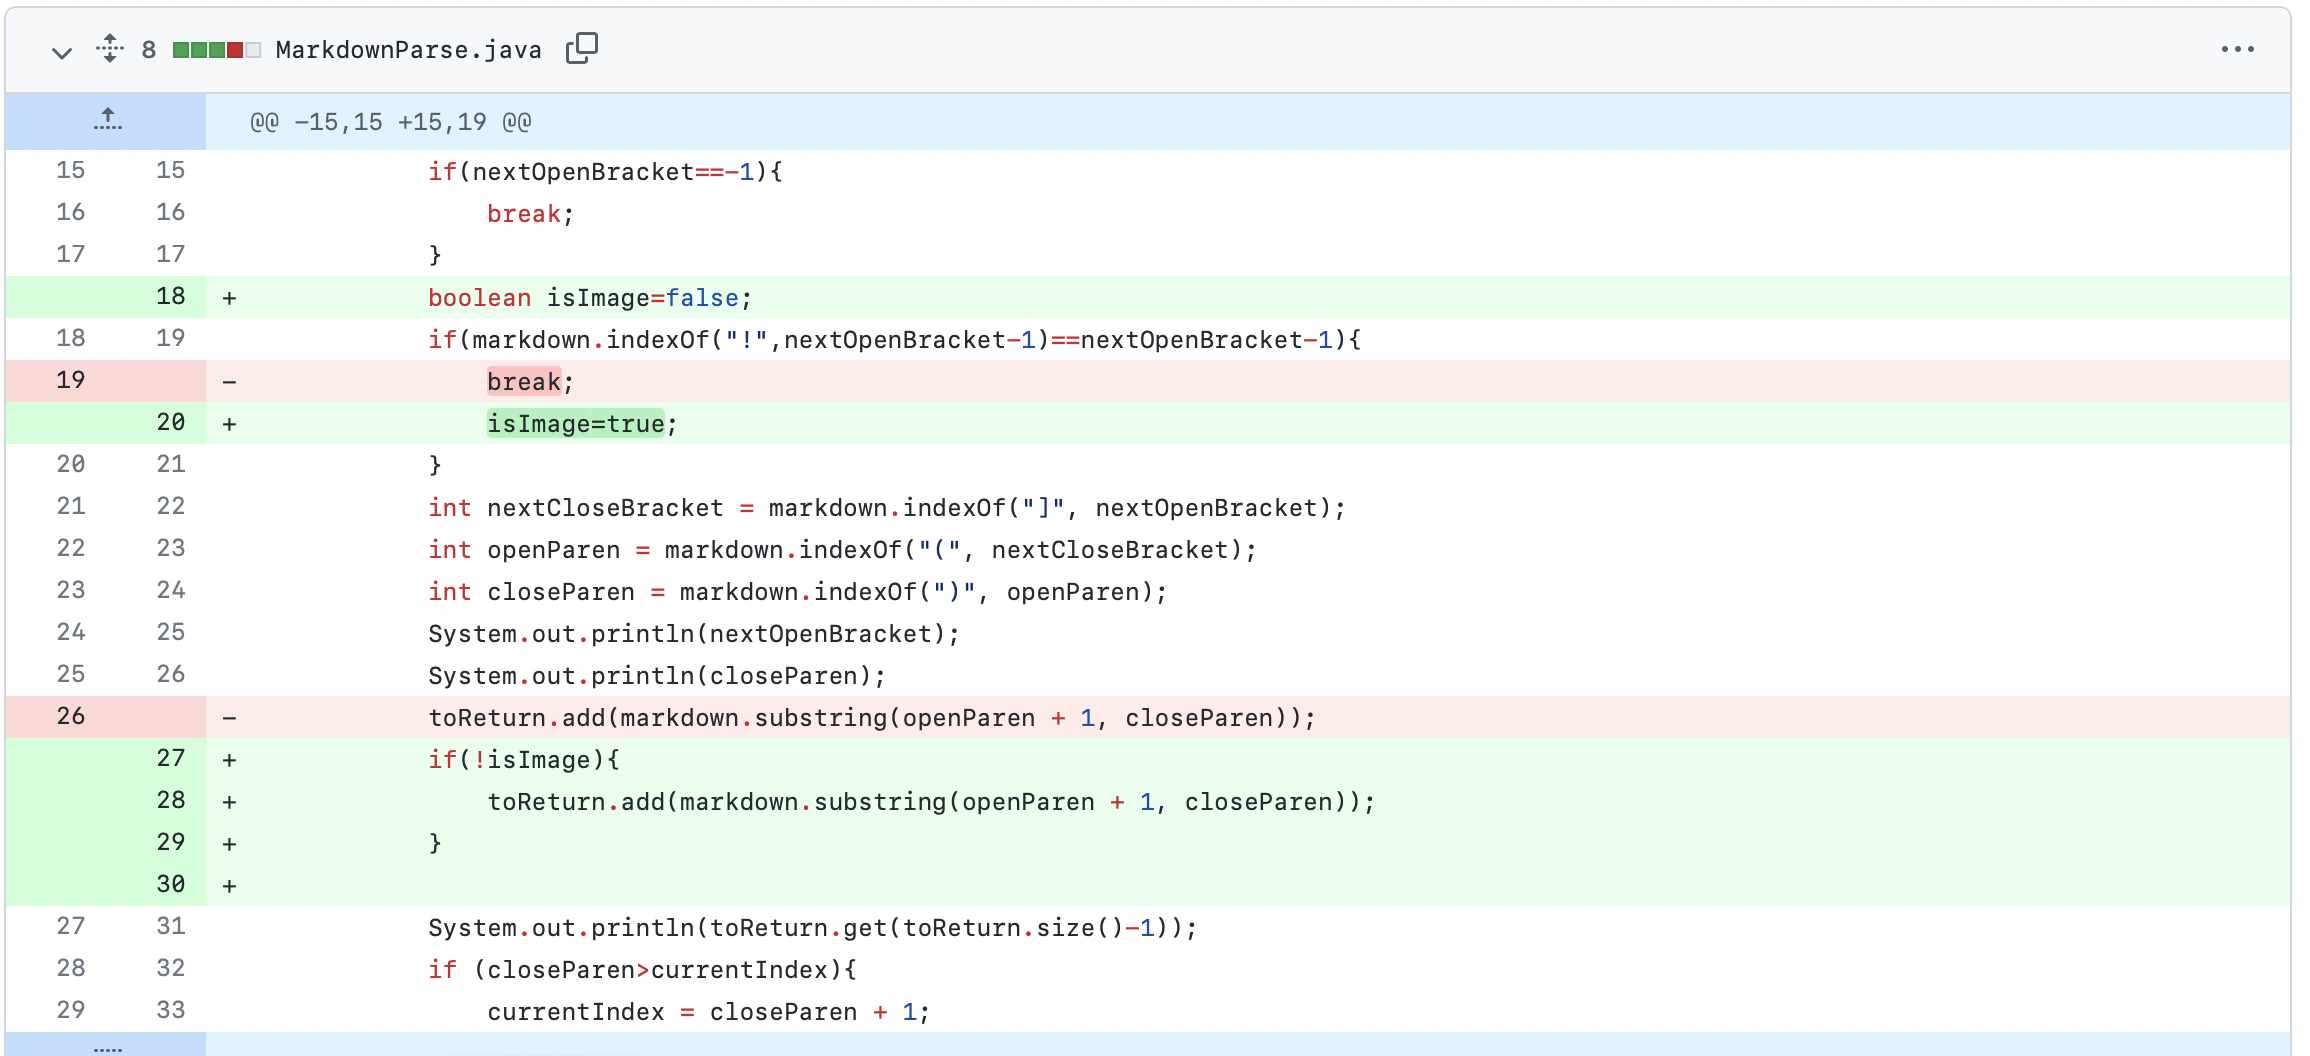 8 MarkdownParse.java
@@ -15,15 +15,19 @@
15 15 if(nextOpenBracket==-1){
16 16 break;
17 17 }
18 + boolean isImage=false;
18 19 if(markdown.indexOf("!",nextOpenBracket-1)==nextOpenBracket-1){
19 - break;
20 + isImage=true;
20 21 }
21 22 int nextCloseBracket = markdown.indexOf("]", nextOpenBracket);
22 23 int openParen = markdown.indexOf("(", nextCloseBracket);
23 24 int closeParen = markdown.indexOf(")", openParen);
24 25 System.out.println(nextOpenBracket);
25 26 System.out.println(closeParen);
26 - toReturn.add(markdown.substring(openParen + 1, closeParen));
27 + if(!isImage){
28 + toReturn.add(markdown.substring(openParen + 1, closeParen));
29 + }
30 +
27 31 System.out.println(toReturn.get(toReturn.size()-1));
28 32 if (closeParen>currentIndex){
29 33 currentIndex = closeParen + 1;